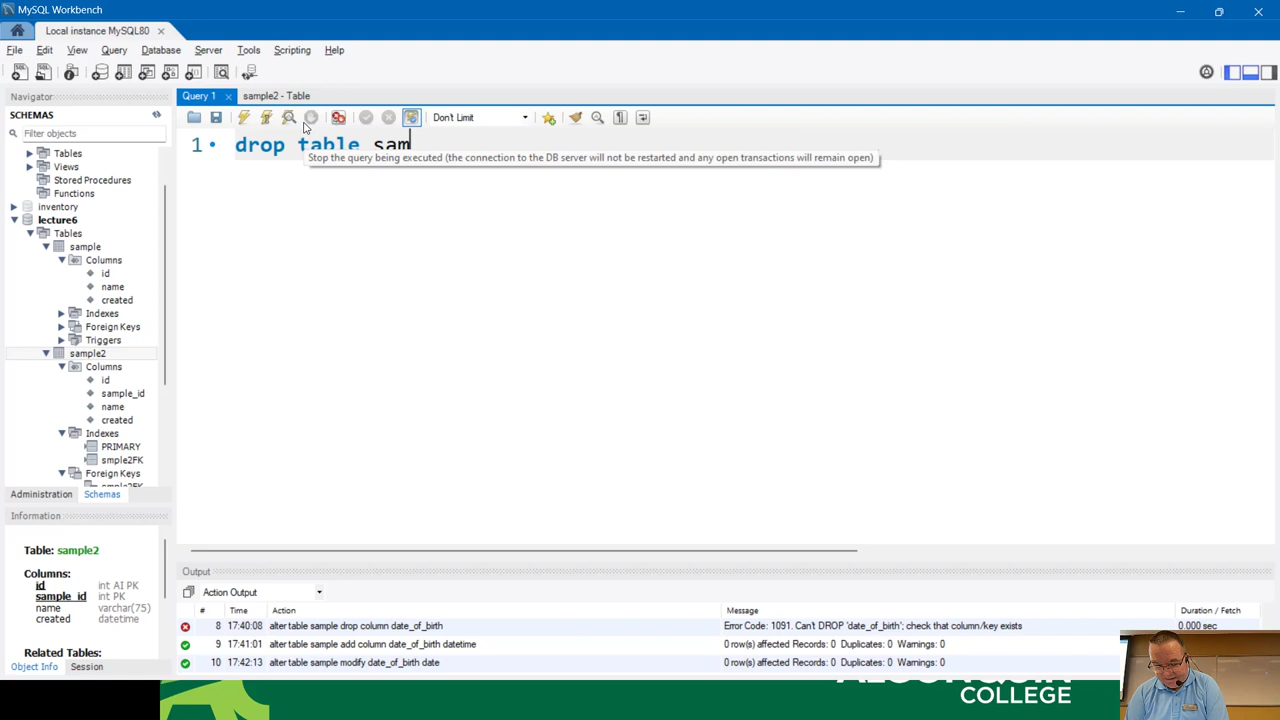 MySQL Workbench
Local instance MySQL80
File Edit View Query Database Server Tools Scripting Help
Navigator
SCHEMAS
Filter objects
Tables
Views
Stored Procedures
Functions
inventory
lecture6
Tables
sample
Columns
id
name
created
Indexes
Foreign Keys
Triggers
sample2
Columns
id
sample_id
name
created
Indexes
PRIMARY
smple2FK
Foreign Keys
smple2FK
Administration Schemas
Information
Table: sample2
Columns:
id int AI PK
sample_id int PK
name varchar(75)
created datetime
Related Tables:
Object Info Session
Query 1 sample2 - Table
Don't Limit
1 drop table sam
Stop the query being executed (the connection to the DB server will not be restarted and any open transactions will remain open)
Output
Action Output
# Time Action Message Duration / Fetch
8 17:40:08 alter table sample drop column date_of_birth Error Code: 1091. Can't DROP 'date_of_birth'; check that column/key exists 0.000 sec
9 17:41:01 alter table sample add column date_of_birth datetime 0 row(s) affected Records: 0 Duplicates: 0 Warnings: 0
10 17:42:13 alter table sample modify date_of_birth date 0 row(s) affected Records: 0 Duplicates: 0 Warnings: 0
COLLEGE